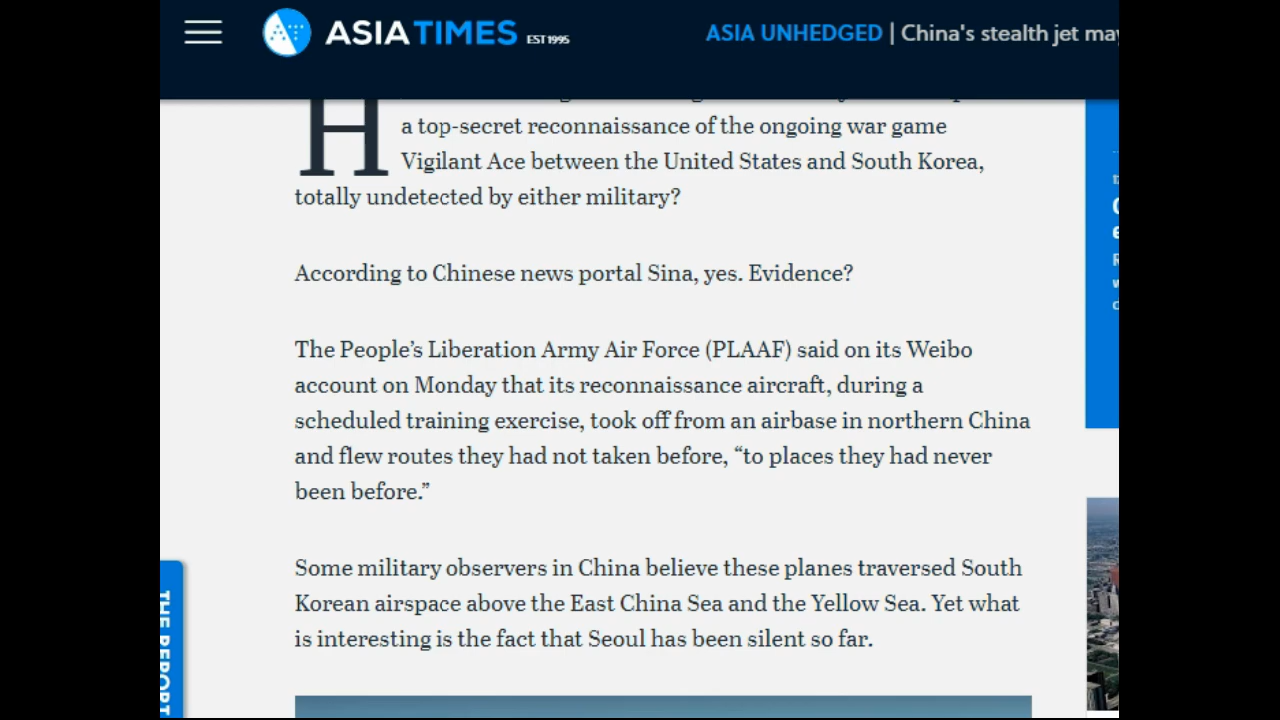 ASIA TIMES EST 1995
ASIA UNHEDGED | China's stealth jet may
H
a top-secret reconnaissance of the ongoing war game
Vigilant Ace between the United States and South Korea,
totally undetected by either military?
According to Chinese news portal Sina, yes. Evidence?
The People’s Liberation Army Air Force (PLAAF) said on its Weibo
account on Monday that its reconnaissance aircraft, during a
scheduled training exercise, took off from an airbase in northern China
and flew routes they had not taken before, “to places they had never
been before.”
Some military observers in China believe these planes traversed South
Korean airspace above the East China Sea and the Yellow Sea. Yet what
is interesting is the fact that Seoul has been silent so far.
THE REPORT